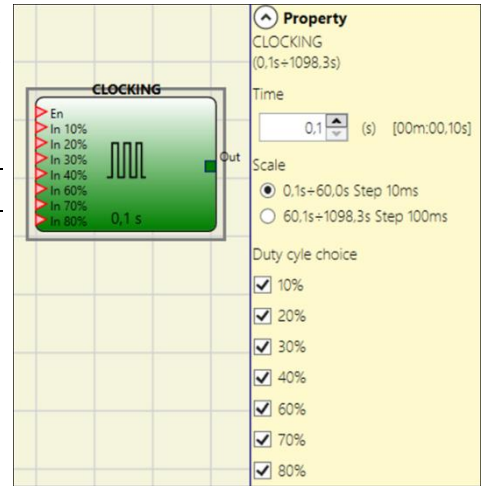 CLOCKING
En
In 10%
In 20%
In 30%
In 40%
In 60%
In 70%
In 80%
Out
0,1 s
Property
CLOCKING
(0,1s÷1098,3s)
Time
0,1 (s) [00m:00,10s]
Scale
0,1s÷60,0s Step 10ms
60,1s÷1098,3s Step 100ms
Duty cyle choice
10%
20%
30%
40%
60%
70%
80%